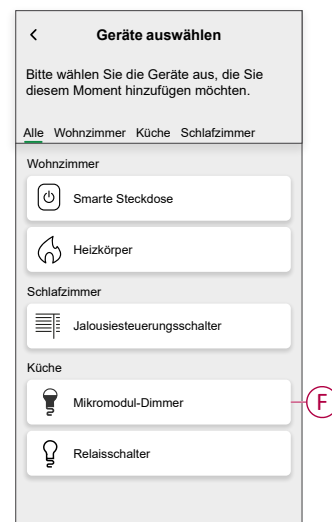 Geräte auswählen
Bitte wählen Sie die Geräte aus, die Sie
diesem Moment hinzufügen möchten.
Alle Wohnzimmer Küche Schlafzimmer
Wohnzimmer
Smarte Steckdose
Heizkörper
Schlafzimmer
Jalousiesteuerungsschalter
Küche
Mikromodul-Dimmer
F
Relaisschalter